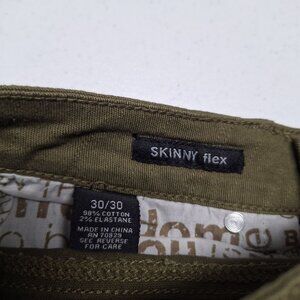 SKINNY flex
30/30
98% COTTON
2% ELASTANE
MADE IN CHINA
RN 70929
SEE REVERSE
FOR CARE